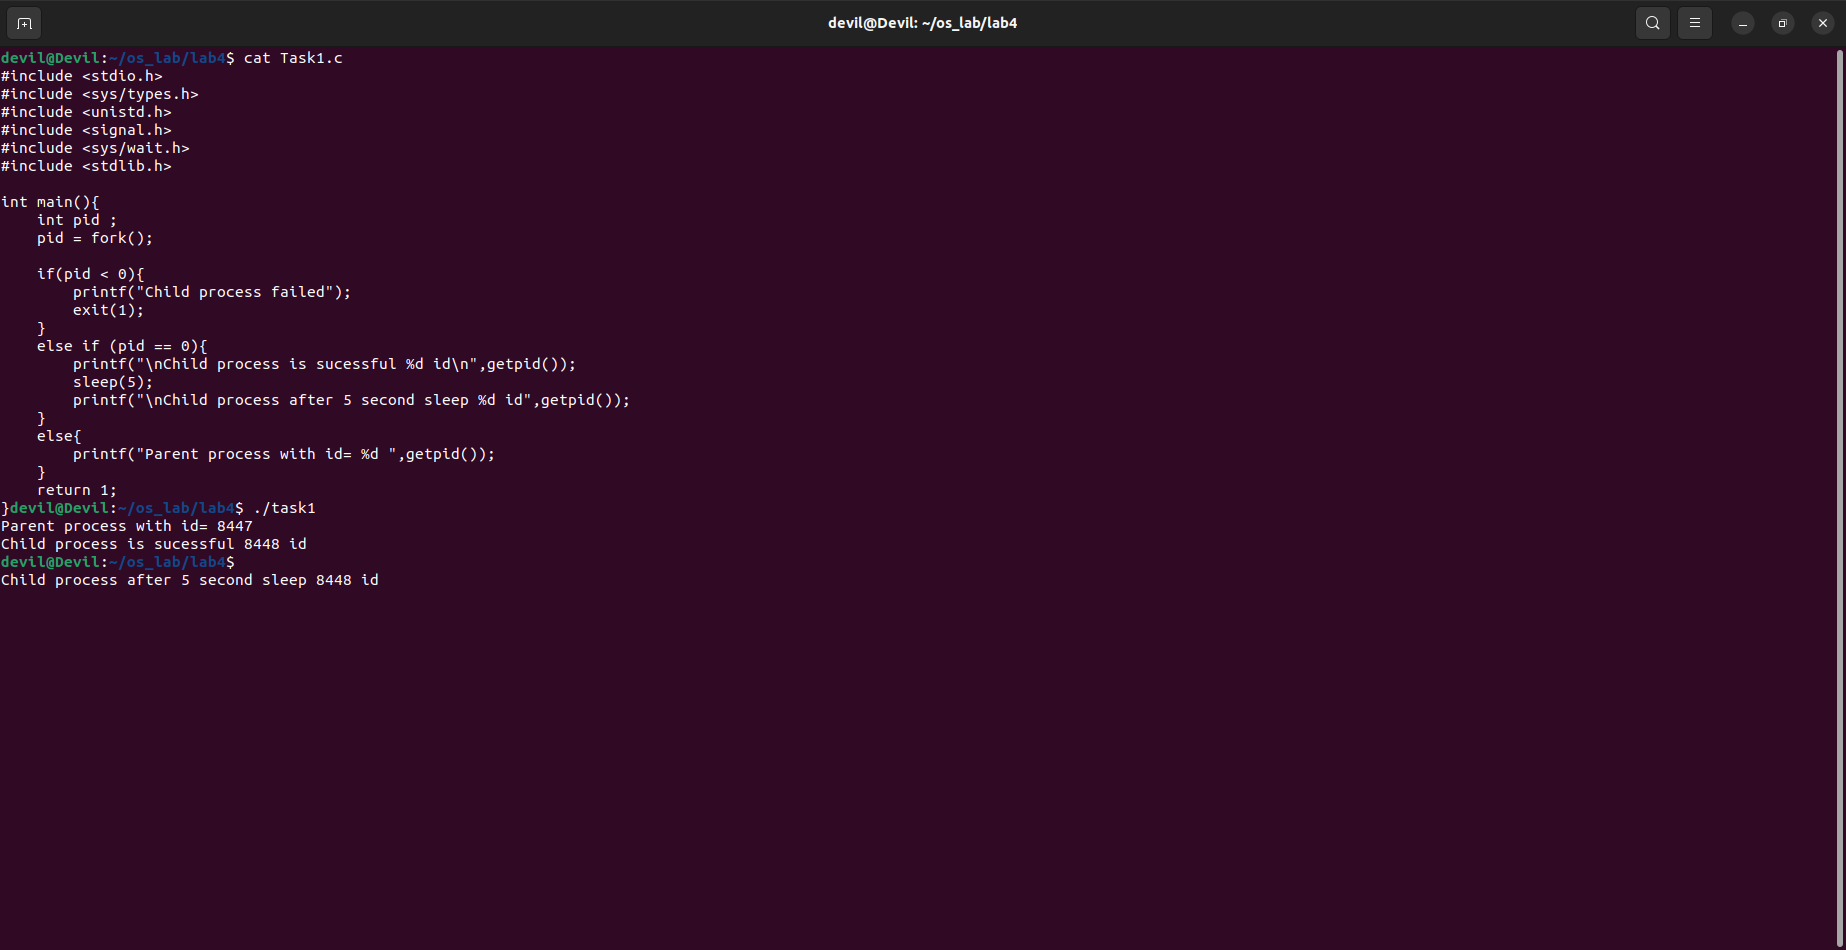 devil@Devil: ~/os_lab/lab4
devil@Devil:~/os_lab/lab4$ cat Task1.c
#include <stdio.h>
#include <sys/types.h>
#include <unistd.h>
#include <signal.h>
#include <sys/wait.h>
#include <stdlib.h>

int main(){
    int pid ;
    pid = fork();

    if(pid < 0){
        printf("Child process failed");
        exit(1);
    }
    else if (pid == 0){
        printf("\nChild process is sucessful %d id\n",getpid());
        sleep(5);
        printf("\nChild process after 5 second sleep %d id",getpid());
    }
    else{
        printf("Parent process with id= %d ",getpid());
    }
    return 1;
}devil@Devil:~/os_lab/lab4$ ./task1
Parent process with id= 8447
Child process is sucessful 8448 id
devil@Devil:~/os_lab/lab4$
Child process after 5 second sleep 8448 id